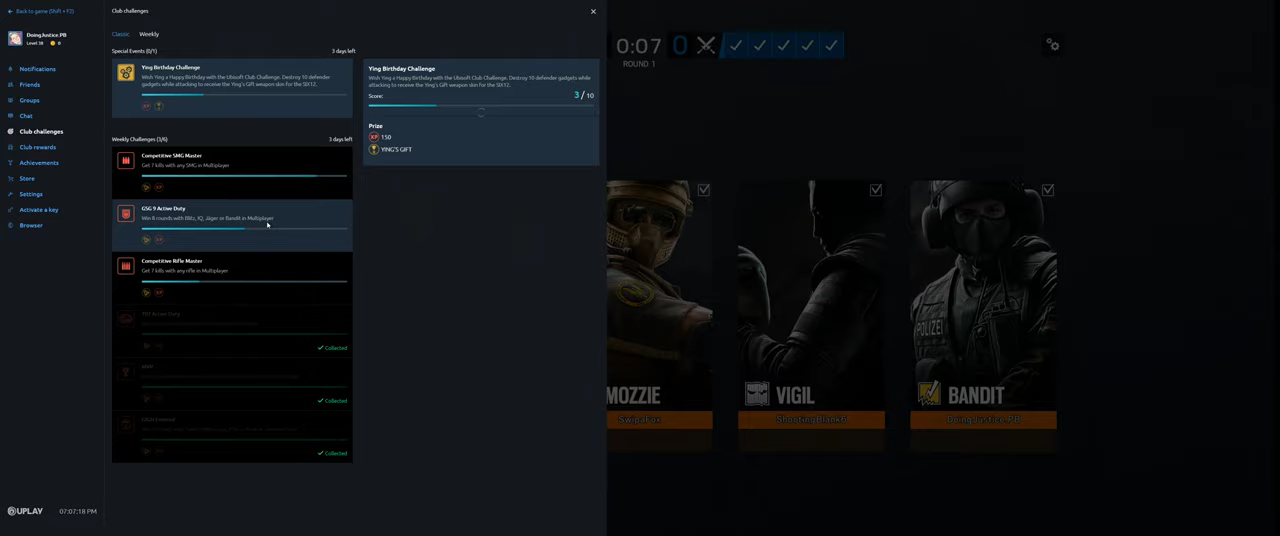 Back to game (Shift + F2)
DoingJustice.PB
Level 38 0
Notifications
Friends
Groups
Chat
Club challenges
Club rewards
Achievements
Store
Settings
Activate a key
Browser
UPLAY 07:07:18 PM
Club challenges
Classic Weekly
Special Events (0/1) 3 days left
Ying Birthday Challenge
Wish Ying a Happy Birthday with the Ubisoft Club Challenge. Destroy 10 defender
gadgets while attacking to receive the Ying's Gift weapon skin for the SIX12.
Weekly Challenges (3/6) 3 days left
Competitive SMG Master
Get 7 kills with any SMG in Multiplayer
GSG 9 Active Duty
Win 8 rounds with Blitz, IQ, Jäger or Bandit in Multiplayer
Competitive Rifle Master
Get 7 kills with any rifle in Multiplayer
Active Duty
Collected
Collected
Collected
Ying Birthday Challenge
Wish Ying a Happy Birthday with the Ubisoft Club Challenge. Destroy 10 defender gadgets while
attacking to receive the Ying's Gift weapon skin for the SIX12.
Score: 3 / 10
Prize
XP 150
YING'S GIFT
0:07 0
ROUND 1
MOZZIE
SwipaFox
VIGIL
ShootingBlank6
POLIZEI
BANDIT
DoingJustice.PB